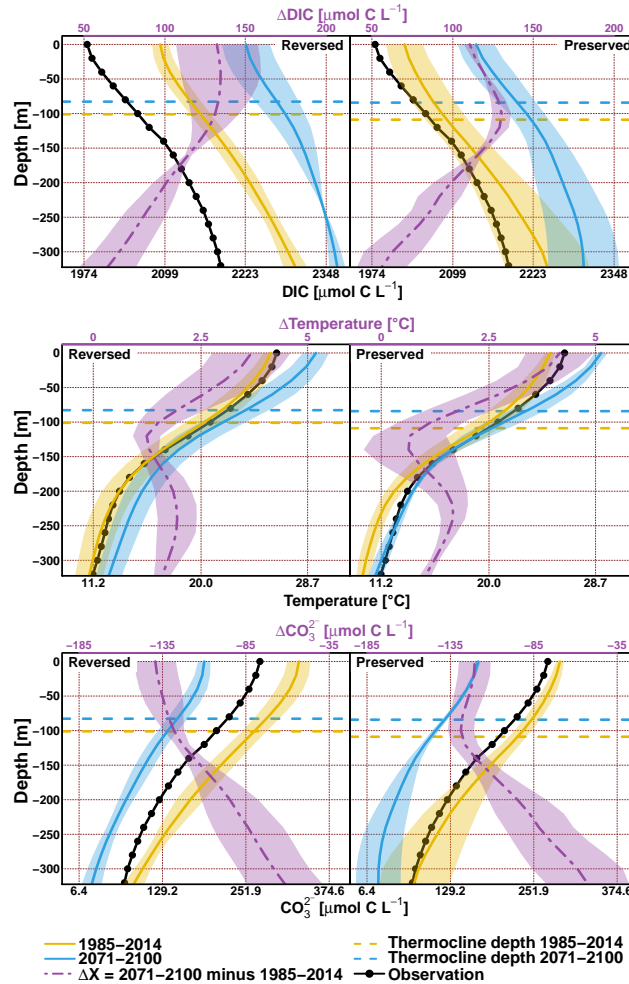 ΔDIC [μmol C L⁻¹]
50 100 150 200 50 100 150 200
Reversed Preserved
0
−50
−100
−150
−200
−250
−300
Depth [m]
1974 2099 2223 2348 1974 2099 2223 2348
DIC [μmol C L⁻¹]
ΔTemperature [°C]
0 2.5 5 0 2.5 5
Reversed Preserved
0
−50
−100
−150
−200
−250
−300
Depth [m]
11.2 20.0 28.7 11.2 20.0 28.7
Temperature [°C]
ΔCO₃²⁻ [μmol C L⁻¹]
−185 −135 −85 −35 −185 −135 −85 −35
Reversed Preserved
0
−50
−100
−150
−200
−250
−300
Depth [m]
6.4 129.2 251.9 374.6 6.4 129.2 251.9 374.6
CO₃²⁻ [μmol C L⁻¹]
1985−2014 Thermocline depth 1985−2014
2071−2100 Thermocline depth 2071−2100
ΔX = 2071−2100 minus 1985−2014 Observation